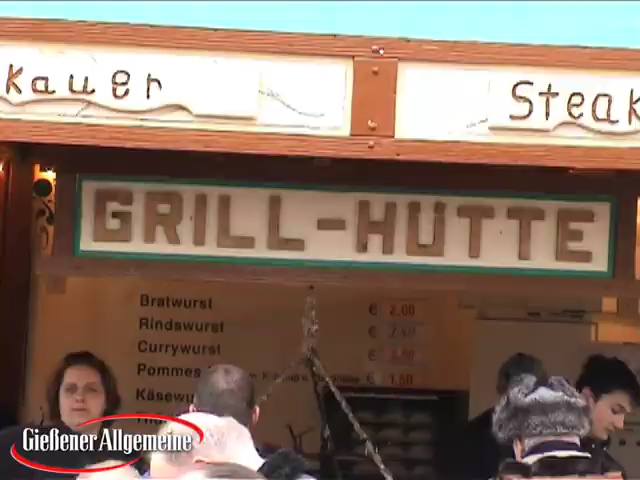 kauer
Steak
GRILL-HÜTTE
Bratwurst € 2,00
Rindswurst €
Currywurst €
Pommes € 1,50
Gießener Allgemeine